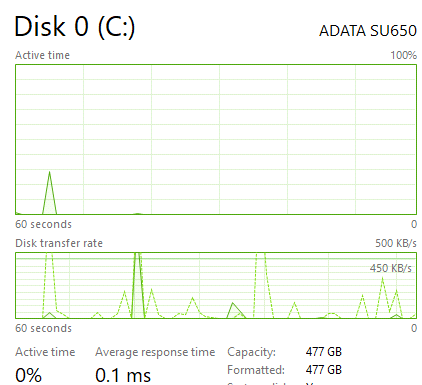 Disk 0 (C:) ADATA SU650
Active time 100%
60 seconds 0
Disk transfer rate 500 KB/s
450 KB/s
60 seconds 0
Active time Average response time Capacity: 477 GB
0% 0.1 ms Formatted: 477 GB